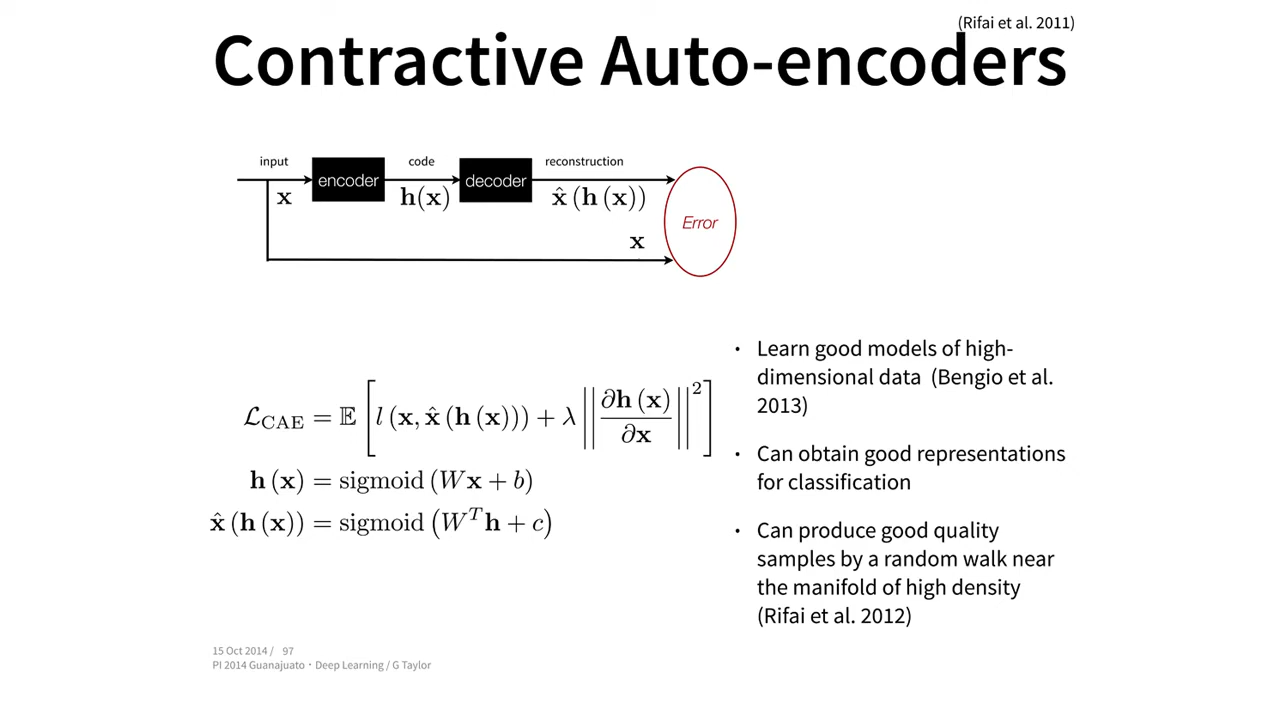 (Rifai et al. 2011)
Contractive Auto-encoders
input
code
reconstruction
encoder
decoder
x
h(x)
x̂ (h (x))
Error
x
ℒ_CAE = 𝔼 [ l (x, x̂ (h (x))) + λ || ∂h (x) / ∂x ||² ]
h (x) = sigmoid (Wx + b)
x̂ (h (x)) = sigmoid (Wᵀh + c)
• Learn good models of high-
dimensional data (Bengio et al.
2013)
• Can obtain good representations
for classification
• Can produce good quality
samples by a random walk near
the manifold of high density
(Rifai et al. 2012)
15 Oct 2014 / 97
PI 2014 Guanajuato · Deep Learning / G Taylor